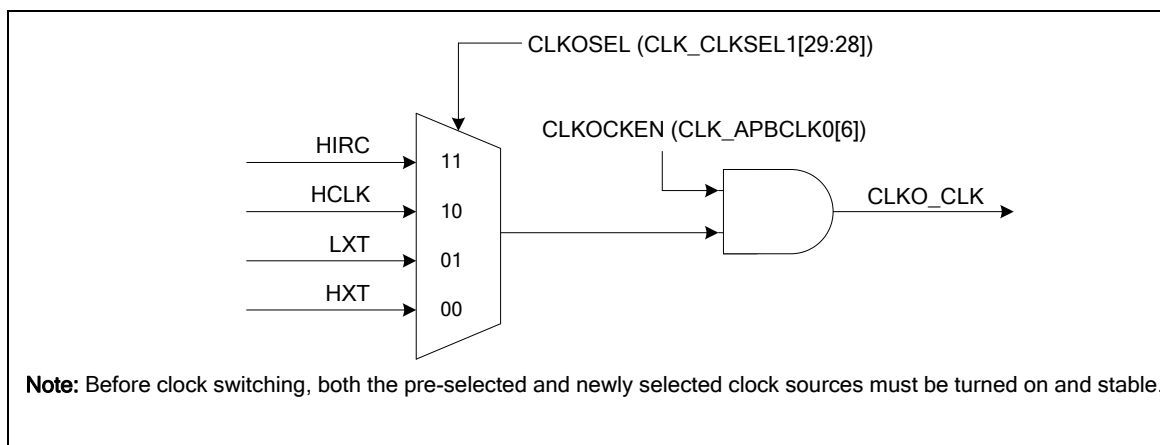 CLKOSEL (CLK_CLKSEL1[29:28])
CLKOCKEN (CLK_APBCLK0[6])
HIRC
11
HCLK
10
CLKO_CLK
LXT
01
HXT
00
Note: Before clock switching, both the pre-selected and newly selected clock sources must be turned on and stable.